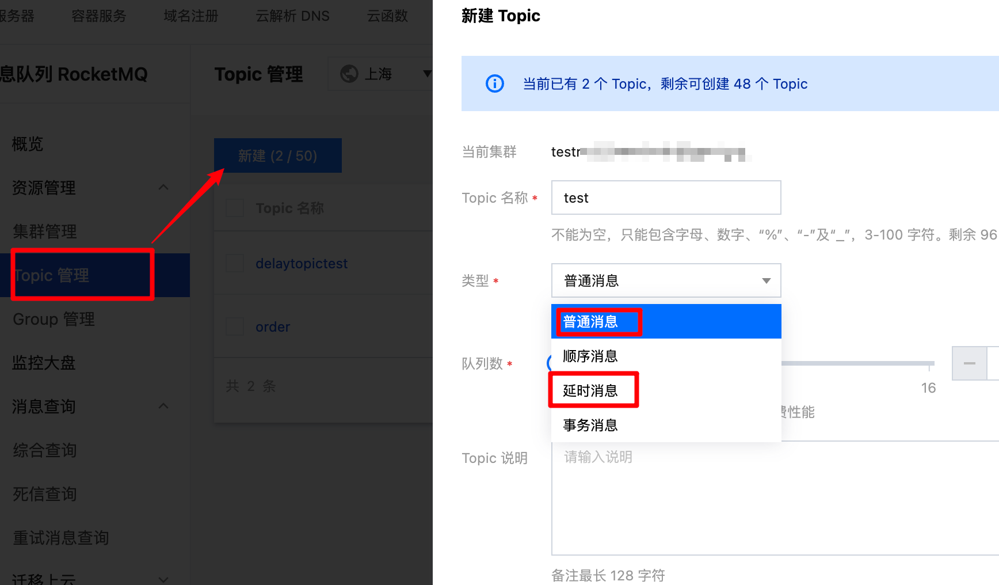 服务器 容器服务 域名注册 云解析 DNS 云函数
息队列 RocketMQ
概览
资源管理
集群管理
Topic 管理
Group 管理
监控大盘
消息查询
综合查询
死信查询
重试消息查询
迁移上云
Topic 管理 上海
新建 (2 / 50)
Topic 名称
delaytopictest
order
共 2 条
新建 Topic
当前已有 2 个 Topic，剩余可创建 48 个 Topic
当前集群 testr
Topic 名称 * test
不能为空，只能包含字母、数字、“%”、“-”及“_”，3-100 字符。剩余 96
类型 * 普通消息
普通消息
顺序消息
延时消息
事务消息
队列数 *
16
费性能
Topic 说明 请输入说明
备注最长 128 字符